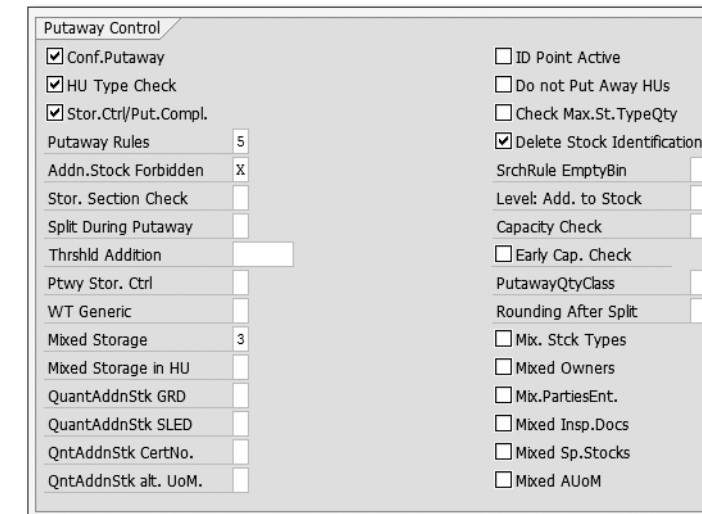 Putaway Control
Conf.Putaway
HU Type Check
Stor.Ctrl/Put.Compl.
Putaway Rules 5
Addn.Stock Forbidden X
Stor. Section Check
Split During Putaway
Thrshld Addition
Ptwy Stor. Ctrl
WT Generic
Mixed Storage 3
Mixed Storage in HU
QuantAddnStk GRD
QuantAddnStk SLED
QntAddnStk CertNo.
QntAddnStk alt. UoM.
ID Point Active
Do not Put Away HUs
Check Max.St.TypeQty
Delete Stock Identification
SrchRule EmptyBin
Level: Add. to Stock
Capacity Check
Early Cap. Check
PutawayQtyClass
Rounding After Split
Mix. Stck Types
Mixed Owners
Mix.PartiesEnt.
Mixed Insp.Docs
Mixed Sp.Stocks
Mixed AUoM